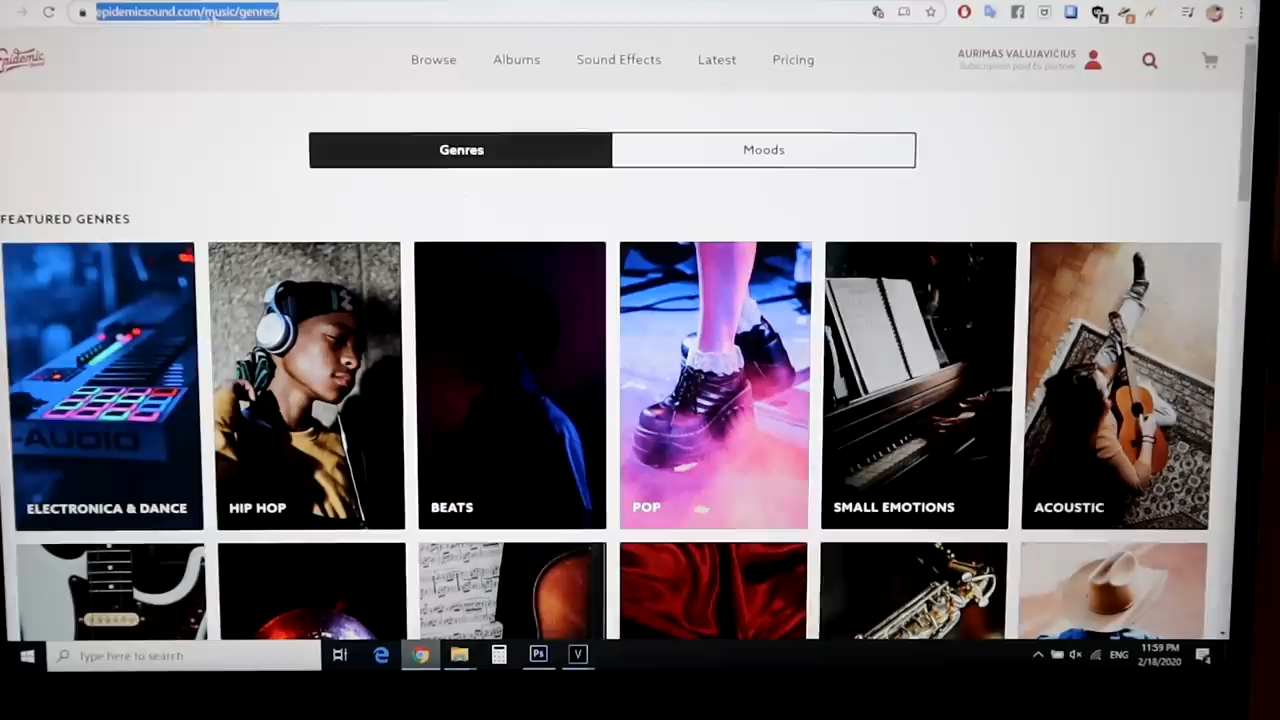 epidemicsound.com/music/genres/
Epidemic
Browse
Albums
Sound Effects
Latest
Pricing
AURIMAS VALUJAVIČIUS
Subscription paid by partner
Genres
Moods
FEATURED GENRES
-AUDIO
ELECTRONICA & DANCE
HIP HOP
BEATS
POP
SMALL EMOTIONS
ACOUSTIC
Type here to search
Ps
V
ENG
11:59 PM
2/18/2020